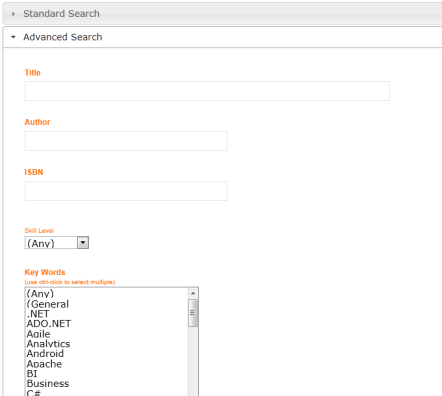 Standard Search
Advanced Search
Title
Author
ISBN
Skill Level
(Any)
Key Words
(use ctrl-click to select multiple)
(Any)
(General
.NET
ADO.NET
Agile
Analytics
Android
Apache
BI
Business
C#